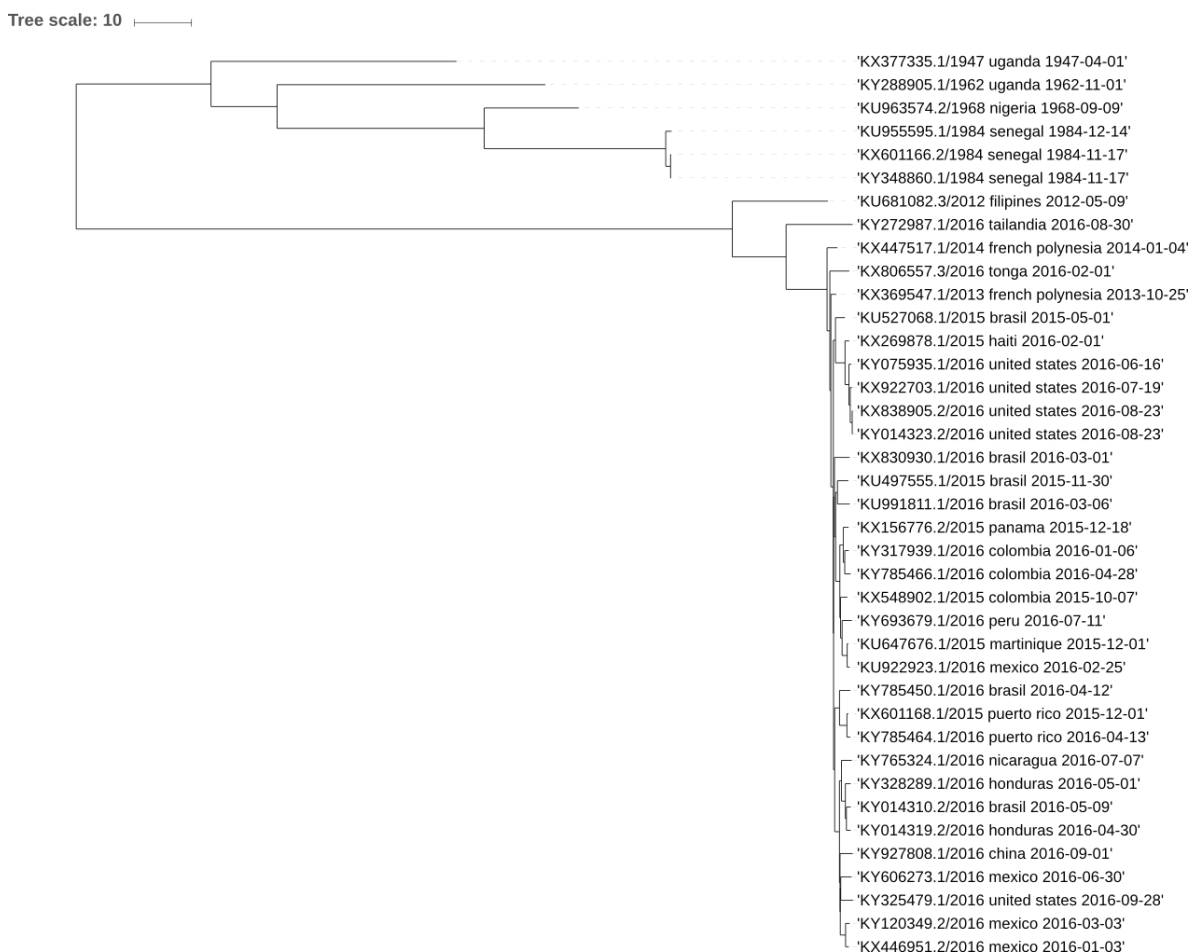 Tree scale: 10
'KX377335.1/1947 uganda 1947-04-01'
'KY288905.1/1962 uganda 1962-11-01'
'KU963574.2/1968 nigeria 1968-09-09'
'KU955595.1/1984 senegal 1984-12-14'
'KX601166.2/1984 senegal 1984-11-17'
'KY348860.1/1984 senegal 1984-11-17'
'KU681082.3/2012 filipines 2012-05-09'
'KY272987.1/2016 tailandia 2016-08-30'
'KX447517.1/2014 french polynesia 2014-01-04'
'KX806557.3/2016 tonga 2016-02-01'
'KX369547.1/2013 french polynesia 2013-10-25'
'KU527068.1/2015 brasil 2015-05-01'
'KX269878.1/2015 haiti 2016-02-01'
'KY075935.1/2016 united states 2016-06-16'
'KX922703.1/2016 united states 2016-07-19'
'KX838905.2/2016 united states 2016-08-23'
'KY014323.2/2016 united states 2016-08-23'
'KX830930.1/2016 brasil 2016-03-01'
'KU497555.1/2015 brasil 2015-11-30'
'KU991811.1/2016 brasil 2016-03-06'
'KX156776.2/2015 panama 2015-12-18'
'KY317939.1/2016 colombia 2016-01-06'
'KY785466.1/2016 colombia 2016-04-28'
'KX548902.1/2015 colombia 2015-10-07'
'KY693679.1/2016 peru 2016-07-11'
'KU647676.1/2015 martinique 2015-12-01'
'KU922923.1/2016 mexico 2016-02-25'
'KY785450.1/2016 brasil 2016-04-12'
'KX601168.1/2015 puerto rico 2015-12-01'
'KY785464.1/2016 puerto rico 2016-04-13'
'KY765324.1/2016 nicaragua 2016-07-07'
'KY328289.1/2016 honduras 2016-05-01'
'KY014310.2/2016 brasil 2016-05-09'
'KY014319.2/2016 honduras 2016-04-30'
'KY927808.1/2016 china 2016-09-01'
'KY606273.1/2016 mexico 2016-06-30'
'KY325479.1/2016 united states 2016-09-28'
'KY120349.2/2016 mexico 2016-03-03'
'KX446951.2/2016 mexico 2016-01-03'